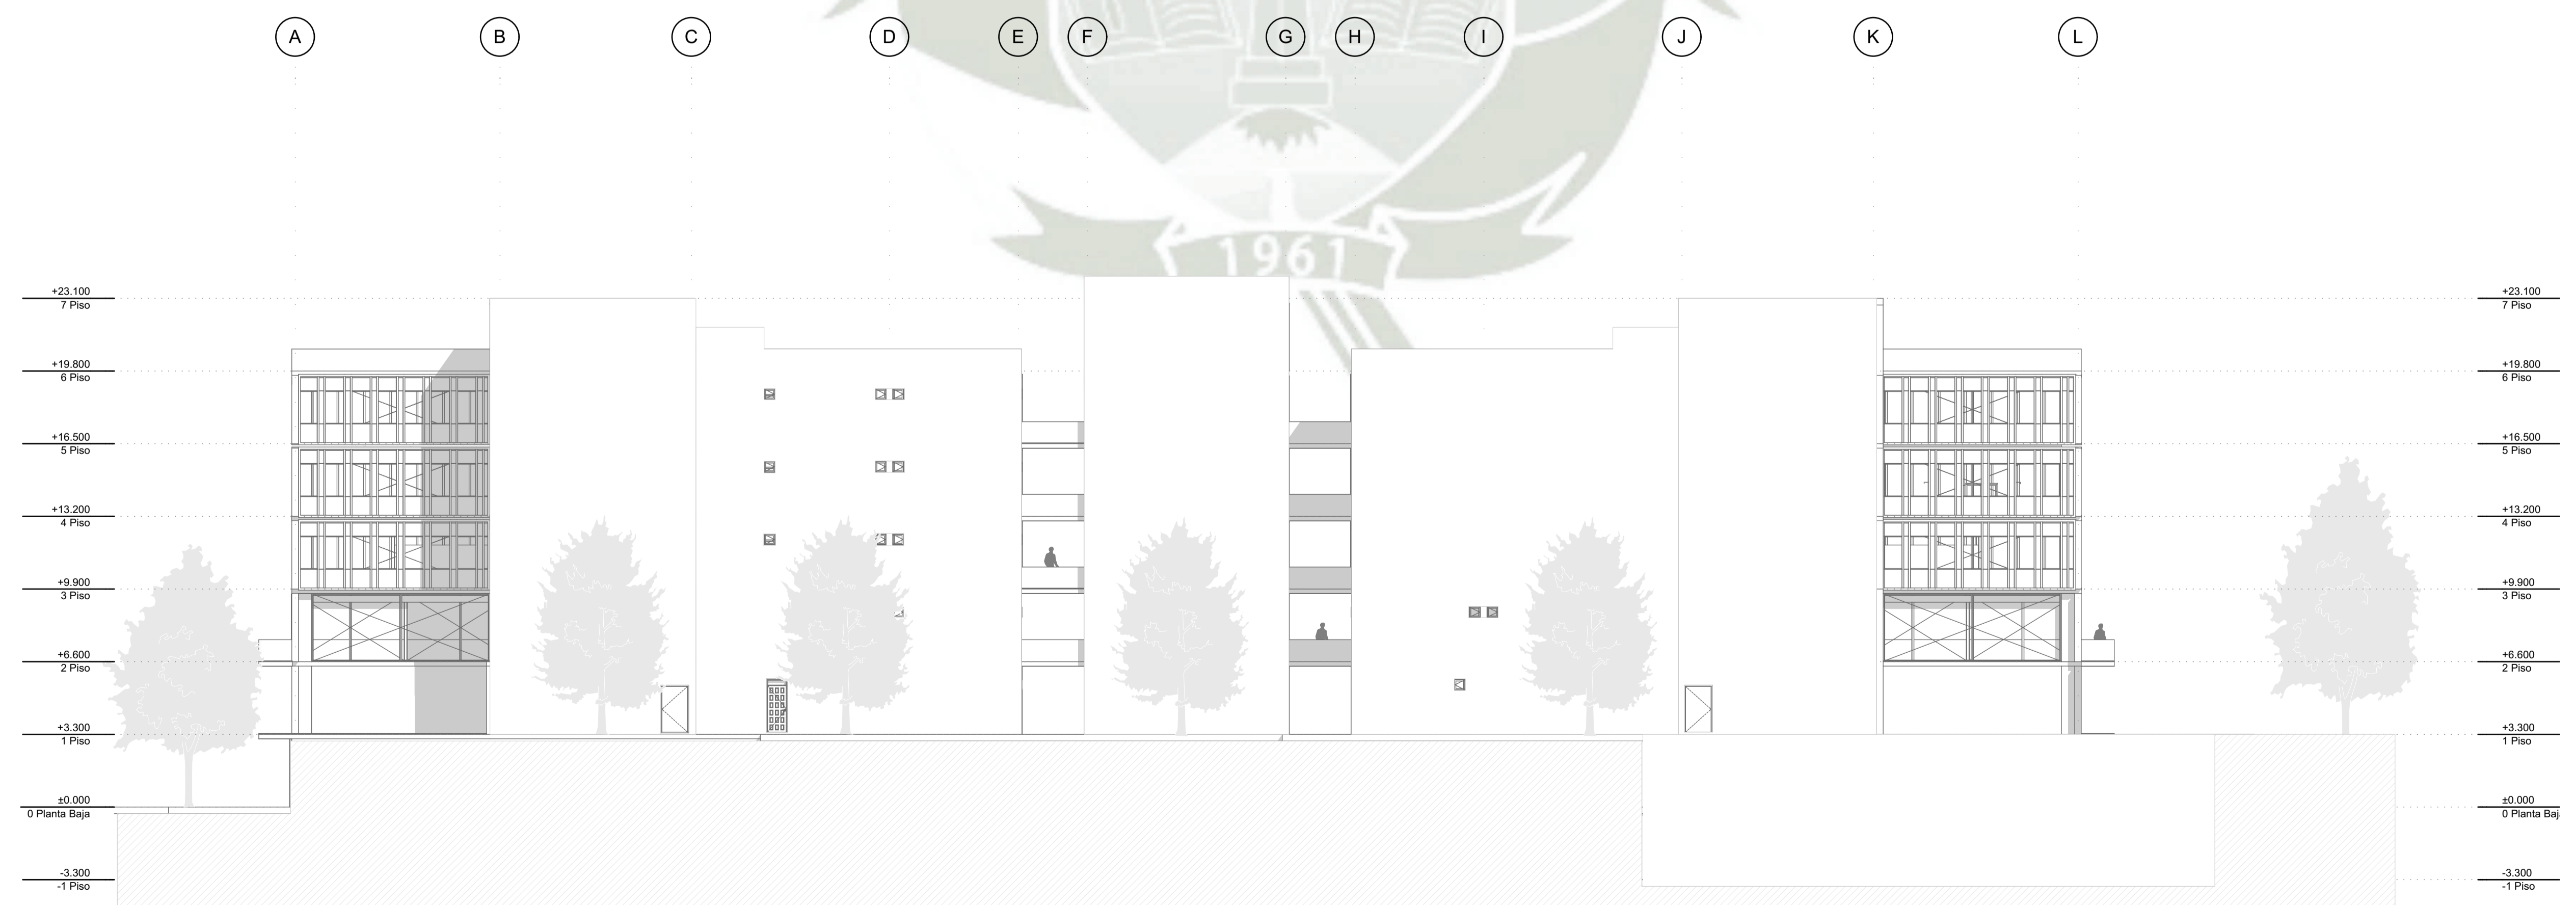 A B C D E F G H I J K L
1961
+23.100
7 Piso
+19.800
6 Piso
+16.500
5 Piso
+13.200
4 Piso
+9.900
3 Piso
+6.600
2 Piso
+3.300
1 Piso
±0.000
0 Planta Baja
-3.300
-1 Piso
+23.100
7 Piso
+19.800
6 Piso
+16.500
5 Piso
+13.200
4 Piso
+9.900
3 Piso
+6.600
2 Piso
+3.300
1 Piso
±0.000
0 Planta Baj
-3.300
-1 Piso